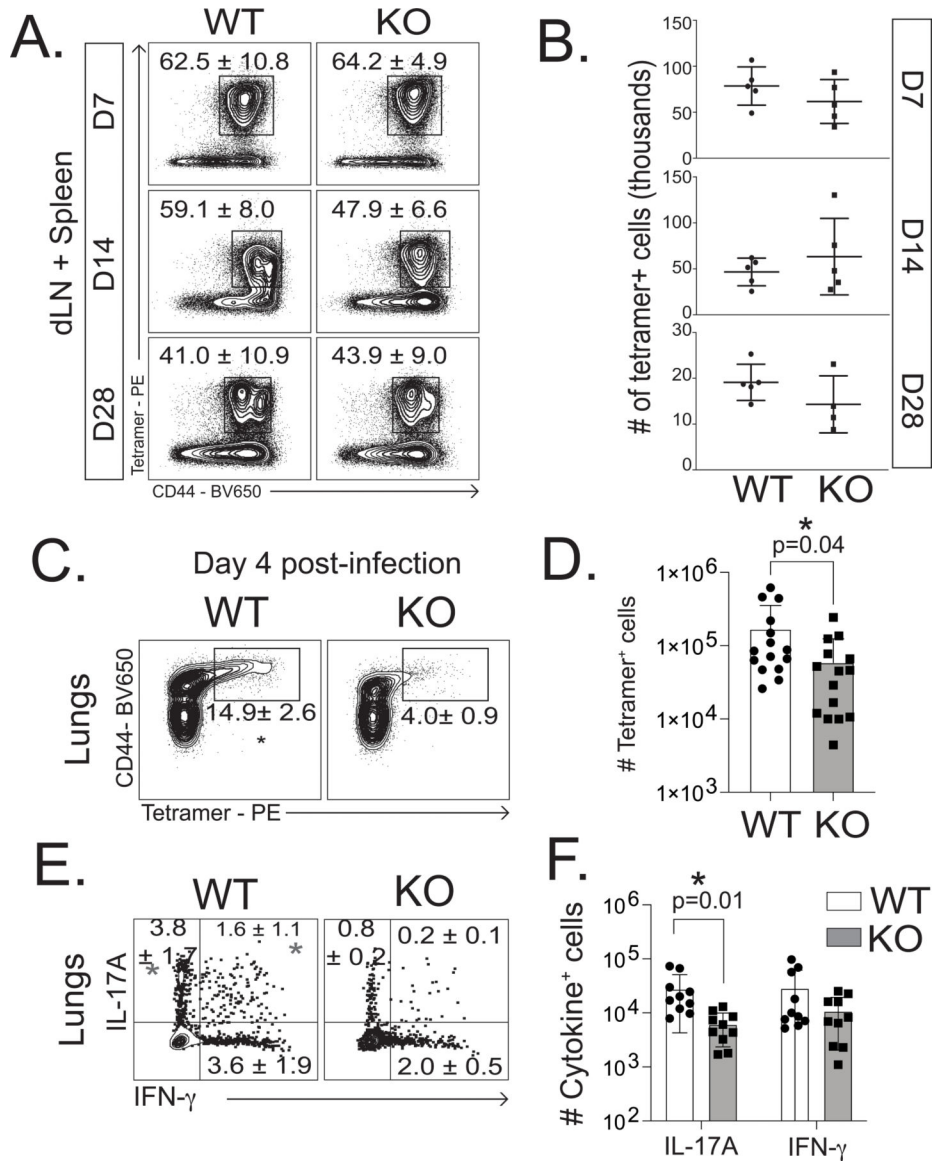 A.
WT
KO
dLN + Spleen
D7
D14
D28
62.5 ± 10.8
64.2 ± 4.9
59.1 ± 8.0
47.9 ± 6.6
41.0 ± 10.9
43.9 ± 9.0
Tetramer - PE
CD44 - BV650
B.
# of tetramer+ cells (thousands)
150
100
50
0
150
100
50
0
30
20
10
0
WT
KO
D7
D14
D28
C.
Day 4 post-infection
WT
KO
Lungs
CD44- BV650
14.9± 2.6
*
4.0± 0.9
Tetramer - PE
D.
*
p=0.04
# Tetramer⁺ cells
1×10⁶
1×10⁵
1×10⁴
1×10³
WT
KO
E.
WT
KO
Lungs
IL-17A
3.8
± 1.7
*
1.6 ± 1.1
*
3.6 ± 1.9
0.8
± 0.2
0.2 ± 0.1
2.0 ± 0.5
IFN-γ
F.
*
p=0.01
WT
KO
# Cytokine⁺ cells
10⁶
10⁵
10⁴
10³
10²
IL-17A
IFN-γ